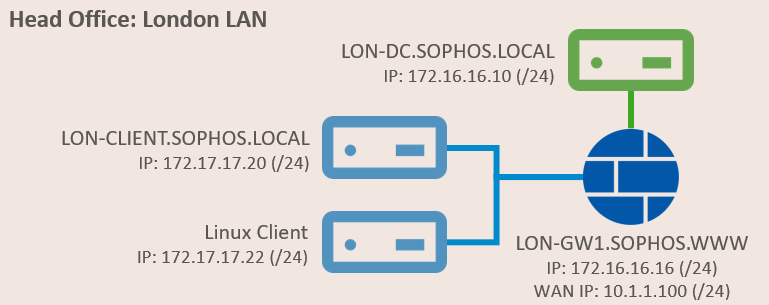 Head Office: London LAN
LON-DC.SOPHOS.LOCAL
IP: 172.16.16.10 (/24)
LON-CLIENT.SOPHOS.LOCAL
IP: 172.17.17.20 (/24)
Linux Client
IP: 172.17.17.22 (/24)
LON-GW1.SOPHOS.WWW
IP: 172.16.16.16 (/24)
WAN IP: 10.1.1.100 (/24)